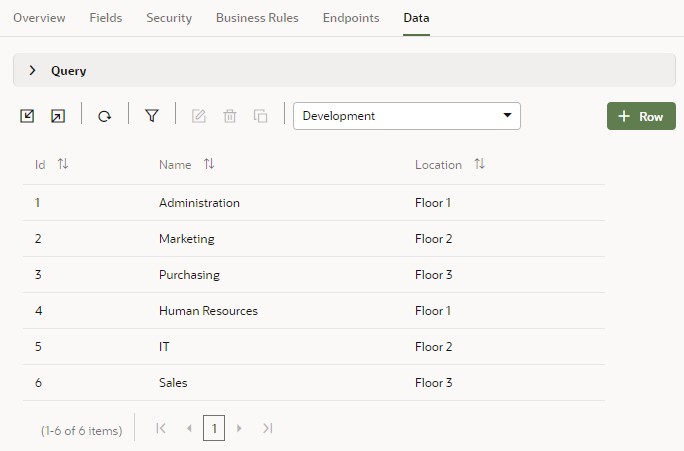 Overview Fields Security Business Rules Endpoints Data
Query
Development + Row
Id Name Location
1 Administration Floor 1
2 Marketing Floor 2
3 Purchasing Floor 3
4 Human Resources Floor 1
5 IT Floor 2
6 Sales Floor 3
(1-6 of 6 items) 1